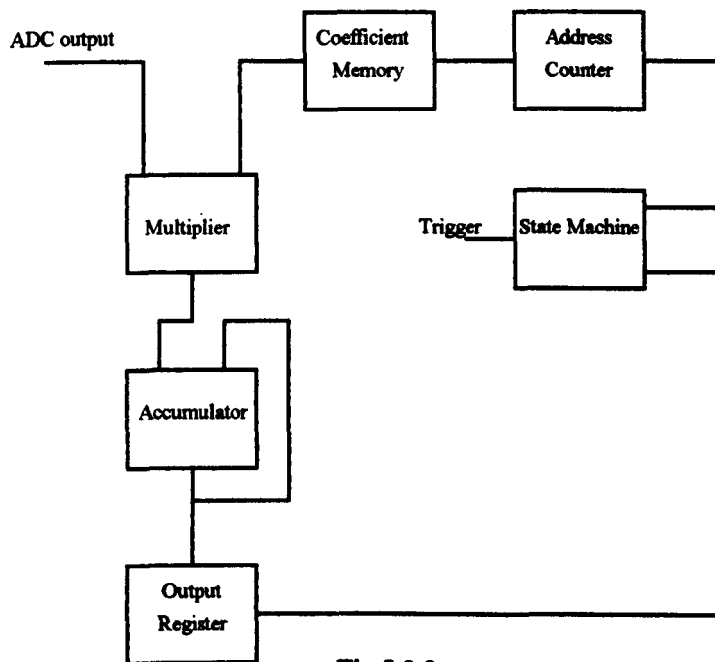 ADC output
Coefficient
Memory
Address
Counter
Multiplier
Trigger
State Machine
Accumulator
Output
Register